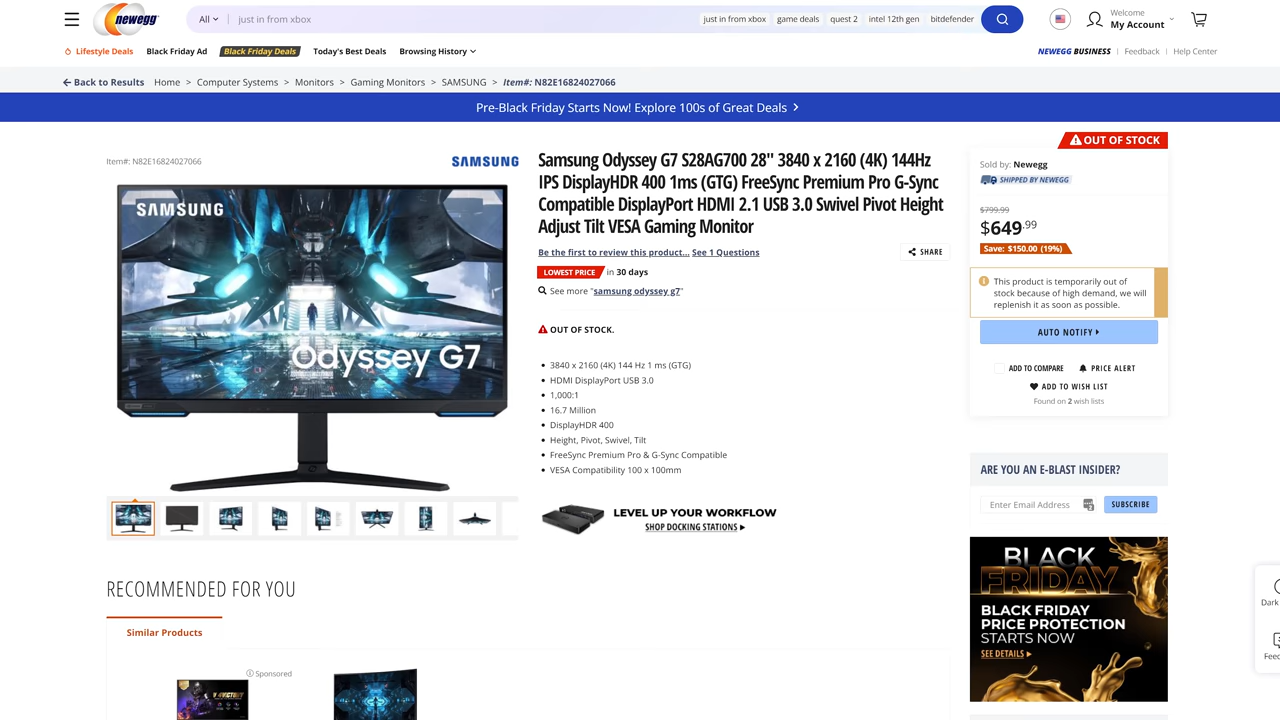 newegg
All
just in from xbox
just in from xbox
game deals
quest 2
intel 12th gen
bitdefender
Welcome
My Account
Lifestyle Deals
Black Friday Ad
Black Friday Deals
Today's Best Deals
Browsing History
NEWEGG BUSINESS | Feedback | Help Center
Back to Results
Home > Computer Systems > Monitors > Gaming Monitors > SAMSUNG > Item#: N82E16824027066
Pre-Black Friday Starts Now! Explore 100s of Great Deals
Item#: N82E16824027066
SAMSUNG
SAMSUNG
Odyssey G7
Samsung Odyssey G7 S28AG700 28" 3840 x 2160 (4K) 144Hz
IPS DisplayHDR 400 1ms (GTG) FreeSync Premium Pro G-Sync
Compatible DisplayPort HDMI 2.1 USB 3.0 Swivel Pivot Height
Adjust Tilt VESA Gaming Monitor
Be the first to review this product... See 1 Questions
SHARE
LOWEST PRICE in 30 days
See more "samsung odyssey g7"
OUT OF STOCK.
3840 x 2160 (4K) 144 Hz 1 ms (GTG)
HDMI DisplayPort USB 3.0
1,000:1
16.7 Million
DisplayHDR 400
Height, Pivot, Swivel, Tilt
FreeSync Premium Pro & G-Sync Compatible
VESA Compatibility 100 x 100mm
LEVEL UP YOUR WORKFLOW
SHOP DOCKING STATIONS
OUT OF STOCK
Sold by: Newegg
SHIPPED BY NEWEGG
$799.99
$649.99
Save: $150.00 (19%)
This product is temporarily out of
stock because of high demand, we will
replenish it as soon as possible.
AUTO NOTIFY
ADD TO COMPARE
PRICE ALERT
ADD TO WISH LIST
Found on 2 wish lists
ARE YOU AN E-BLAST INSIDER?
Enter Email Address
SUBSCRIBE
BLACK
FRIDAY
BLACK FRIDAY
PRICE PROTECTION
STARTS NOW
SEE DETAILS
Dark
Feec
RECOMMENDED FOR YOU
Similar Products
Sponsored